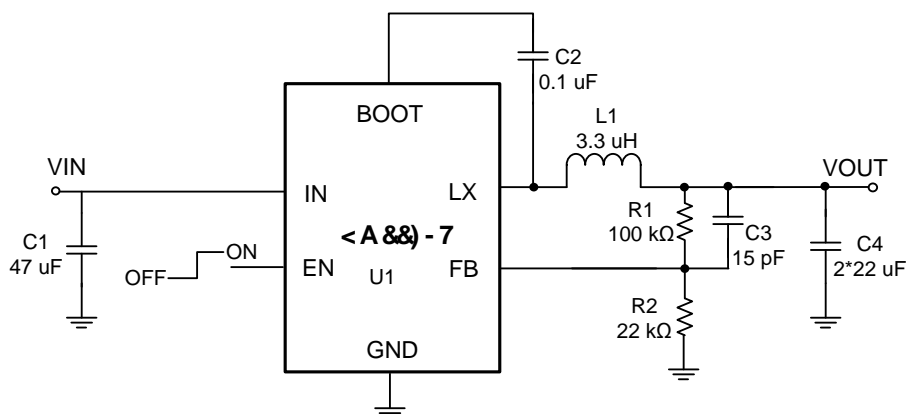 C2
0.1 uF
BOOT
L1
3.3 uH
VIN
VOUT
IN
LX
R1
100 kΩ
C1
47 uF
< A &&) - 7
C3
15 pF
C4
2*22 uF
ON
OFF
EN
U1
FB
R2
22 kΩ
GND